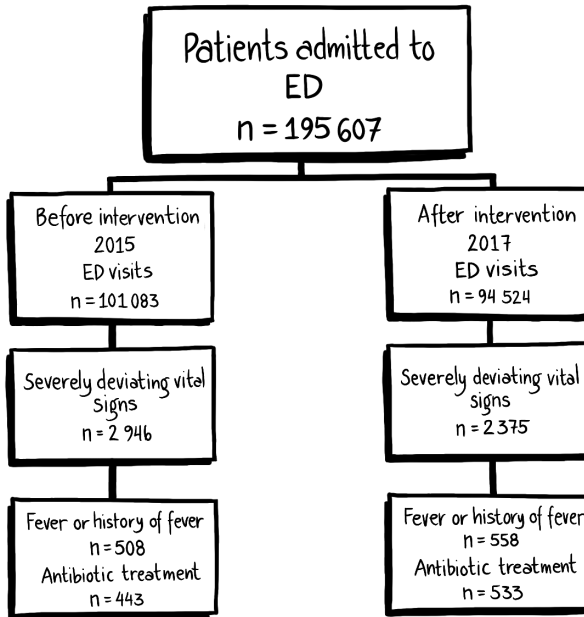 Patients admitted to
ED
n = 195 607
Before intervention
2015
ED visits
n = 101 083
After intervention
2017
ED visits
n = 94 524
Severely deviating vital
signs
n = 2 946
Severely deviating vital
signs
n = 2 375
Fever or history of fever
n = 508
Antibiotic treatment
n = 443
Fever or history of fever
n = 558
Antibiotic treatment
n = 533